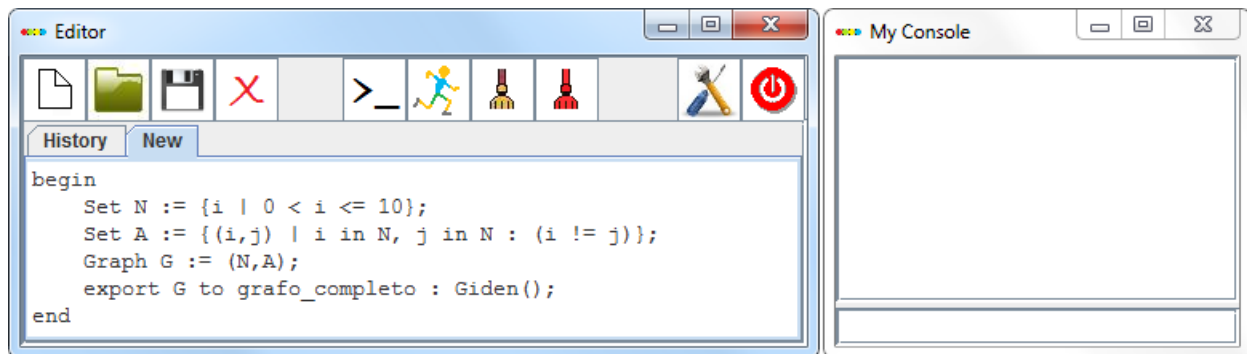 Editor
My Console
>_
History New
begin
Set N := {i | 0 < i <= 10};
Set A := {(i,j) | i in N, j in N : (i != j)};
Graph G := (N,A);
export G to grafo_completo : Giden();
end